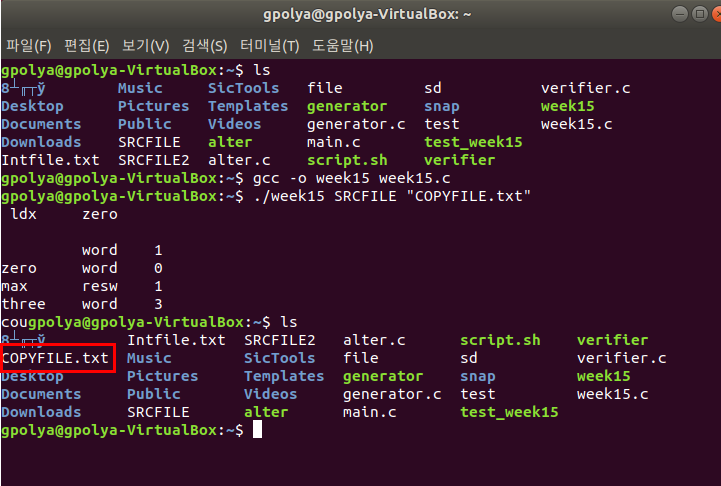 gpolya@gpolya-VirtualBox: ~
파일(F) 편집(E) 보기(V) 검색(S) 터미널(T) 도움말(H)
gpolya@gpolya-VirtualBox:~$ ls
8┴╓╥ў Music SicTools file sd verifier.c
Desktop Pictures Templates generator snap week15
Documents Public Videos generator.c test week15.c
Downloads SRCFILE alter main.c test_week15
Intfile.txt SRCFILE2 alter.c script.sh verifier
gpolya@gpolya-VirtualBox:~$ gcc -o week15 week15.c
gpolya@gpolya-VirtualBox:~$ ./week15 SRCFILE "COPYFILE.txt"
ldx zero
word 1
zero word 0
max resw 1
three word 3
cougpolya@gpolya-VirtualBox:~$ ls
8┴╓╥ў Intfile.txt SRCFILE2 alter.c script.sh verifier
COPYFILE.txt Music SicTools file sd verifier.c
Desktop Pictures Templates generator snap week15
Documents Public Videos generator.c test week15.c
Downloads SRCFILE alter main.c test_week15
gpolya@gpolya-VirtualBox:~$